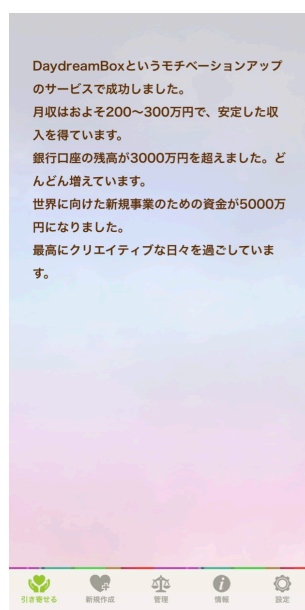 DaydreamBoxというモチベーションアップ
のサービスで成功しました。
月収はおよそ200〜300万円で、安定した収
入を得ています。
銀行口座の残高が3000万円を超えました。ど
んどん増えています。
世界に向けた新規事業のための資金が5000万
円になりました。
最高にクリエイティブな日々を過ごしていま
す。
引き寄せる 新規作成 管理 情報 設定